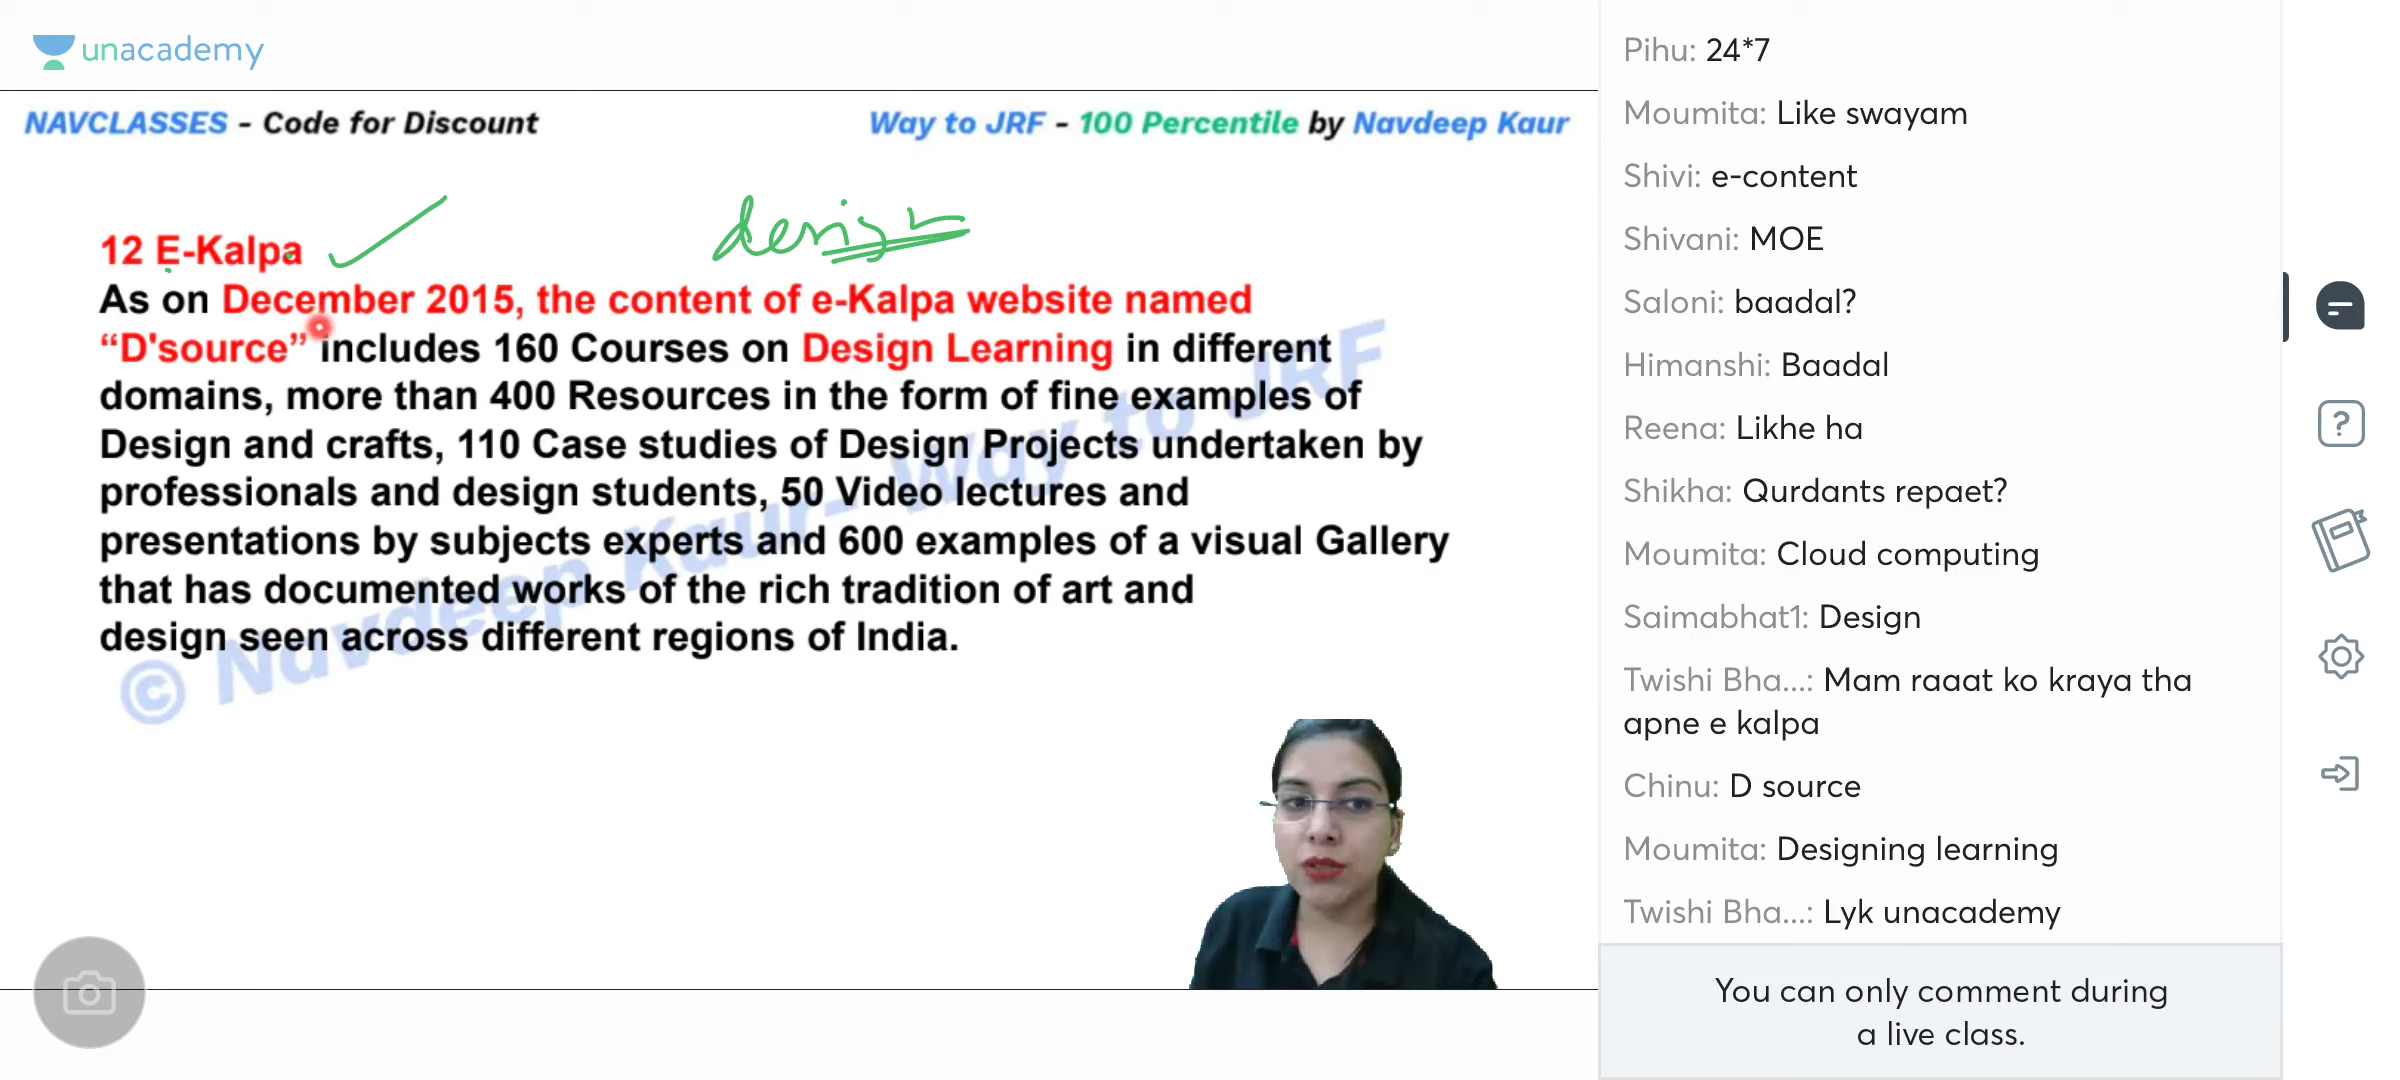 unacademy
NAVCLASSES - Code for Discount
Way to JRF - 100 Percentile by Navdeep Kaur
design
12 E-Kalpa
As on December 2015, the content of e-Kalpa website named
“D'source” includes 160 Courses on Design Learning in different
domains, more than 400 Resources in the form of fine examples of
Design and crafts, 110 Case studies of Design Projects undertaken by
professionals and design students, 50 Video lectures and
presentations by subjects experts and 600 examples of a visual Gallery
that has documented works of the rich tradition of art and
design seen across different regions of India.
© Navdeep Kaur- Way to JRF
Pihu: 24*7
Moumita: Like swayam
Shivi: e-content
Shivani: MOE
Saloni: baadal?
Himanshi: Baadal
Reena: Likhe ha
Shikha: Qurdants repaet?
Moumita: Cloud computing
Saimabhat1: Design
Twishi Bha...: Mam raaat ko kraya tha
apne e kalpa
Chinu: D source
Moumita: Designing learning
Twishi Bha...: Lyk unacademy
You can only comment during
a live class.